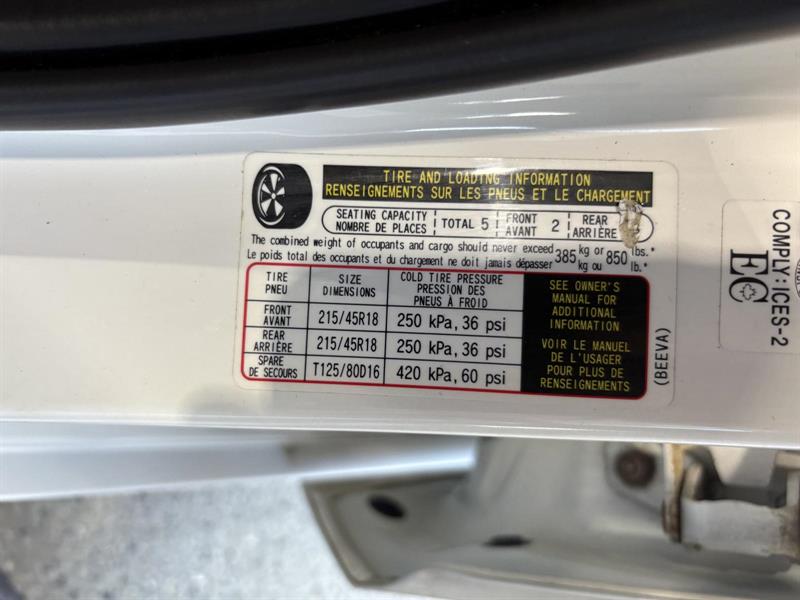 TIRE AND LOADING INFORMATION
RENSEIGNEMENTS SUR LES PNEUS ET LE CHARGEMENT
SEATING CAPACITY
NOMBRE DE PLACES
TOTAL 5
FRONT
AVANT
2
REAR
ARRIÈRE
The combined weight of occupants and cargo should never exceed 385 kg or 850 lbs.*
Le poids total des occupants et du chargement ne doit jamais dépasser kg ou lb.*
TIRE
PNEU
SIZE
DIMENSIONS
COLD TIRE PRESSURE
PRESSION DES
PNEUS À FROID
FRONT
AVANT
215/45R18
250 kPa, 36 psi
REAR
ARRIÈRE
215/45R18
250 kPa, 36 psi
SPARE
DE SECOURS
T125/80D16
420 kPa, 60 psi
SEE OWNER'S
MANUAL FOR
ADDITIONAL
INFORMATION
VOIR LE MANUEL
DE L'USAGER
POUR PLUS DE
RENSEIGNEMENTS
(BEEVA)
COMPLY:ICES-2
EC